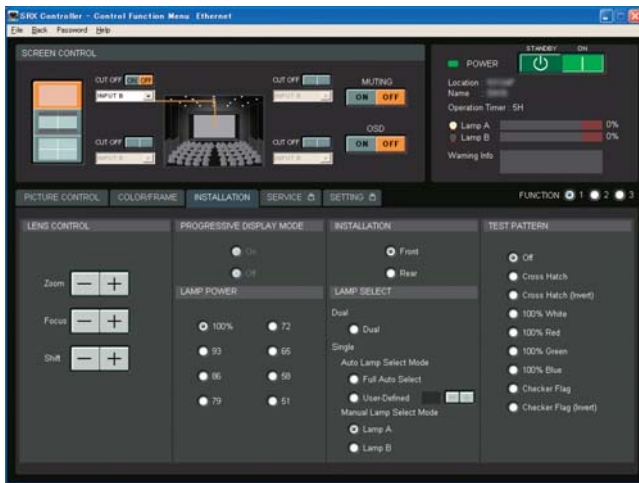 SRX Controller - Control Function Menu Ethernet
File Back Password Help
SCREEN CONTROL
CUT OFF ON OFF
INPUT B
CUT OFF
INPUT B
CUT OFF
INPUT B
CUT OFF
INPUT B
MUTING
ON OFF
OSD
ON OFF
STANDBY ON
POWER
Location :
Name :
Operation Timer : 5H
Lamp A 0%
Lamp B 0%
Warning Info
PICTURE CONTROL COLOR/FRAME INSTALLATION SERVICE SETTING
FUNCTION 1 2 3
LENS CONTROL
Zoom − +
Focus − +
Shift − +
PROGRESSIVE DISPLAY MODE
On
Off
LAMP POWER
100% 72
93 65
86 58
79 51
INSTALLATION
Front
Rear
LAMP SELECT
Dual
Dual
Single
Auto Lamp Select Mode
Full Auto Select
User-Defined
Manual Lamp Select Mode
Lamp A
Lamp B
TEST PATTERN
Off
Cross Hatch
Cross Hatch (Invert)
100% White
100% Red
100% Green
100% Blue
Checker Flag
Checker Flag (Invert)